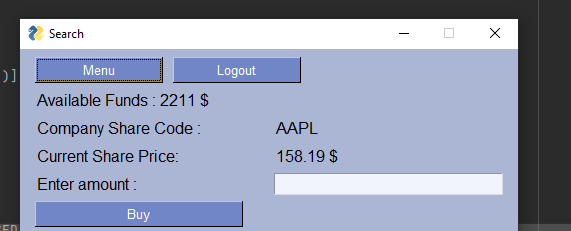 Search
Menu Logout
)]
Available Funds : 2211 $
Company Share Code : AAPL
Current Share Price: 158.19 $
Enter amount :
Buy